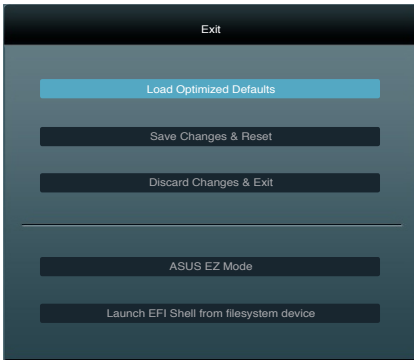 Exit
Load Optimized Defaults
Save Changes & Reset
Discard Changes & Exit
ASUS EZ Mode
Launch EFI Shell from filesystem device